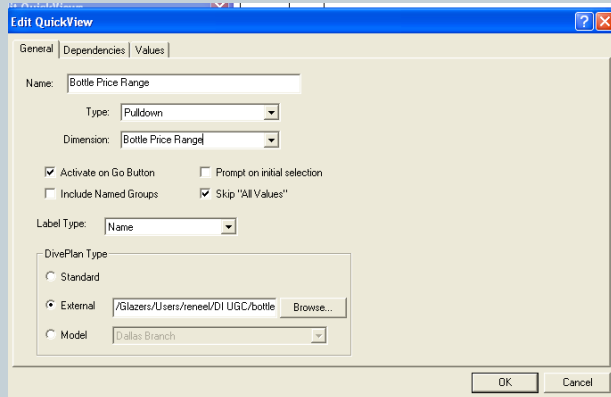 Edit QuickView
General Dependencies Values
Name: Bottle Price Range
Type: Pulldown
Dimension: Bottle Price Range
Activate on Go Button Prompt on initial selection
Include Named Groups Skip "All Values"
Label Type: Name
DivePlan Type
Standard
External /Glazers/Users/reneel/DI UGC/bottle Browse...
Model Dallas Branch
OK Cancel